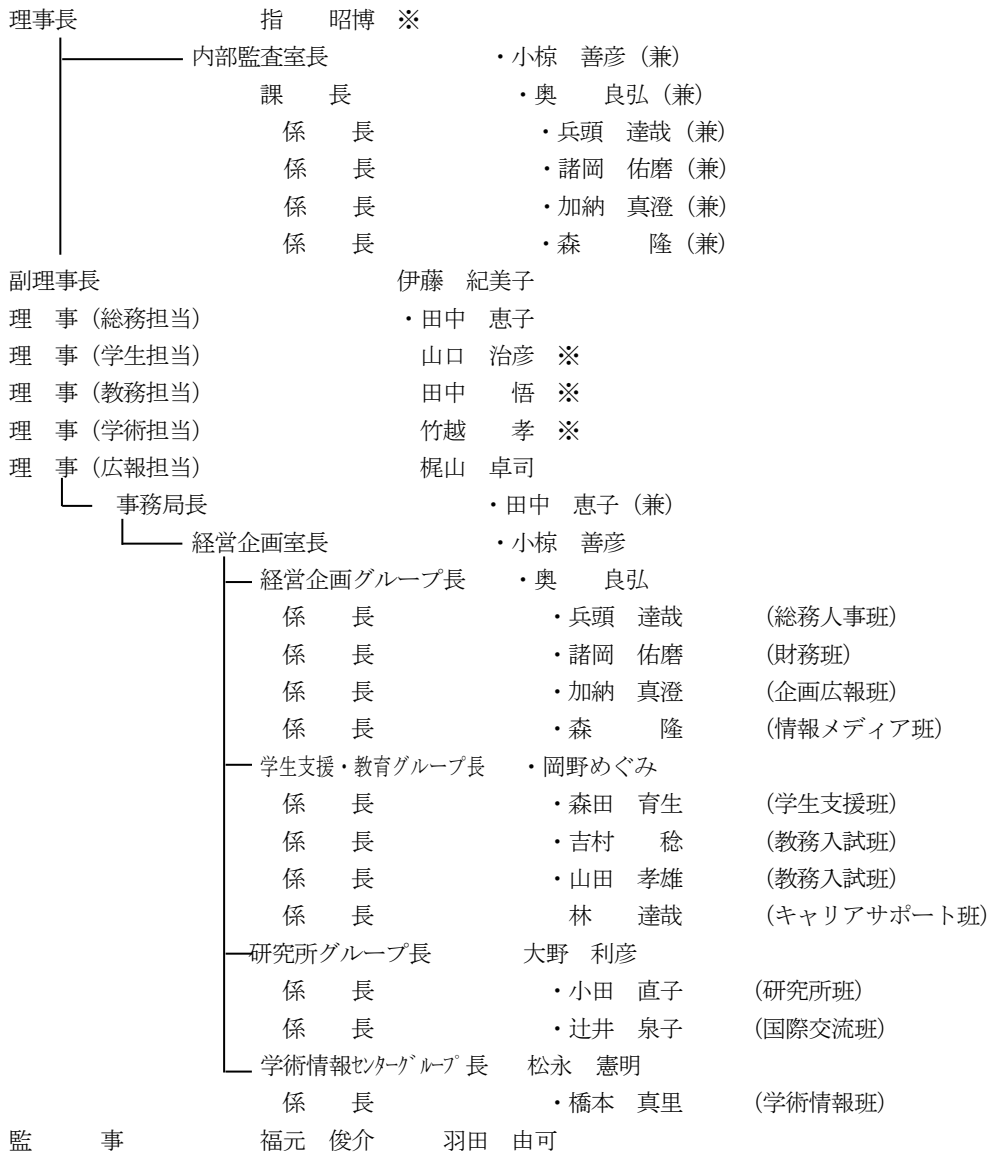 理事長 指 昭博 ※
内部監査室長 ・小椋 善彦（兼）
課 長 ・奥 良弘（兼）
係 長 ・兵頭 達哉（兼）
係 長 ・諸岡 佑磨（兼）
係 長 ・加納 真澄（兼）
係 長 ・森 隆（兼）
副理事長 伊藤 紀美子
理 事（総務担当） ・田中 恵子
理 事（学生担当） 山口 治彦 ※
理 事（教務担当） 田中 悟 ※
理 事（学術担当） 竹越 孝 ※
理 事（広報担当） 梶山 卓司
事務局長 ・田中 恵子（兼）
経営企画室長 ・小椋 善彦
経営企画グループ長 ・奥 良弘
係 長 ・兵頭 達哉 （総務人事班）
係 長 ・諸岡 佑磨 （財務班）
係 長 ・加納 真澄 （企画広報班）
係 長 ・森 隆 （情報メディア班）
学生支援・教育グループ長 ・岡野めぐみ
係 長 ・森田 育生 （学生支援班）
係 長 ・吉村 稔 （教務入試班）
係 長 ・山田 孝雄 （教務入試班）
係 長 林 達哉 （キャリアサポート班）
研究所グループ長 大野 利彦
係 長 ・小田 直子 （研究所班）
係 長 ・辻井 泉子 （国際交流班）
学術情報ｾﾝﾀｰｸﾞﾙｰﾌﾟ長 松永 憲明
係 長 ・橋本 真里 （学術情報班）
監 事 福元 俊介 羽田 由可